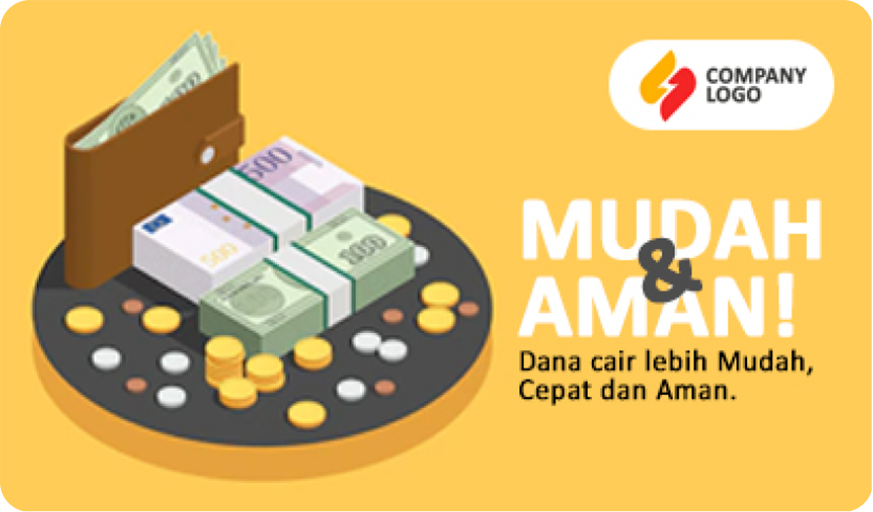 COMPANY
LOGO
500
500
100
MUDAH
&
AMAN!
Dana cair lebih Mudah,
Cepat dan Aman.